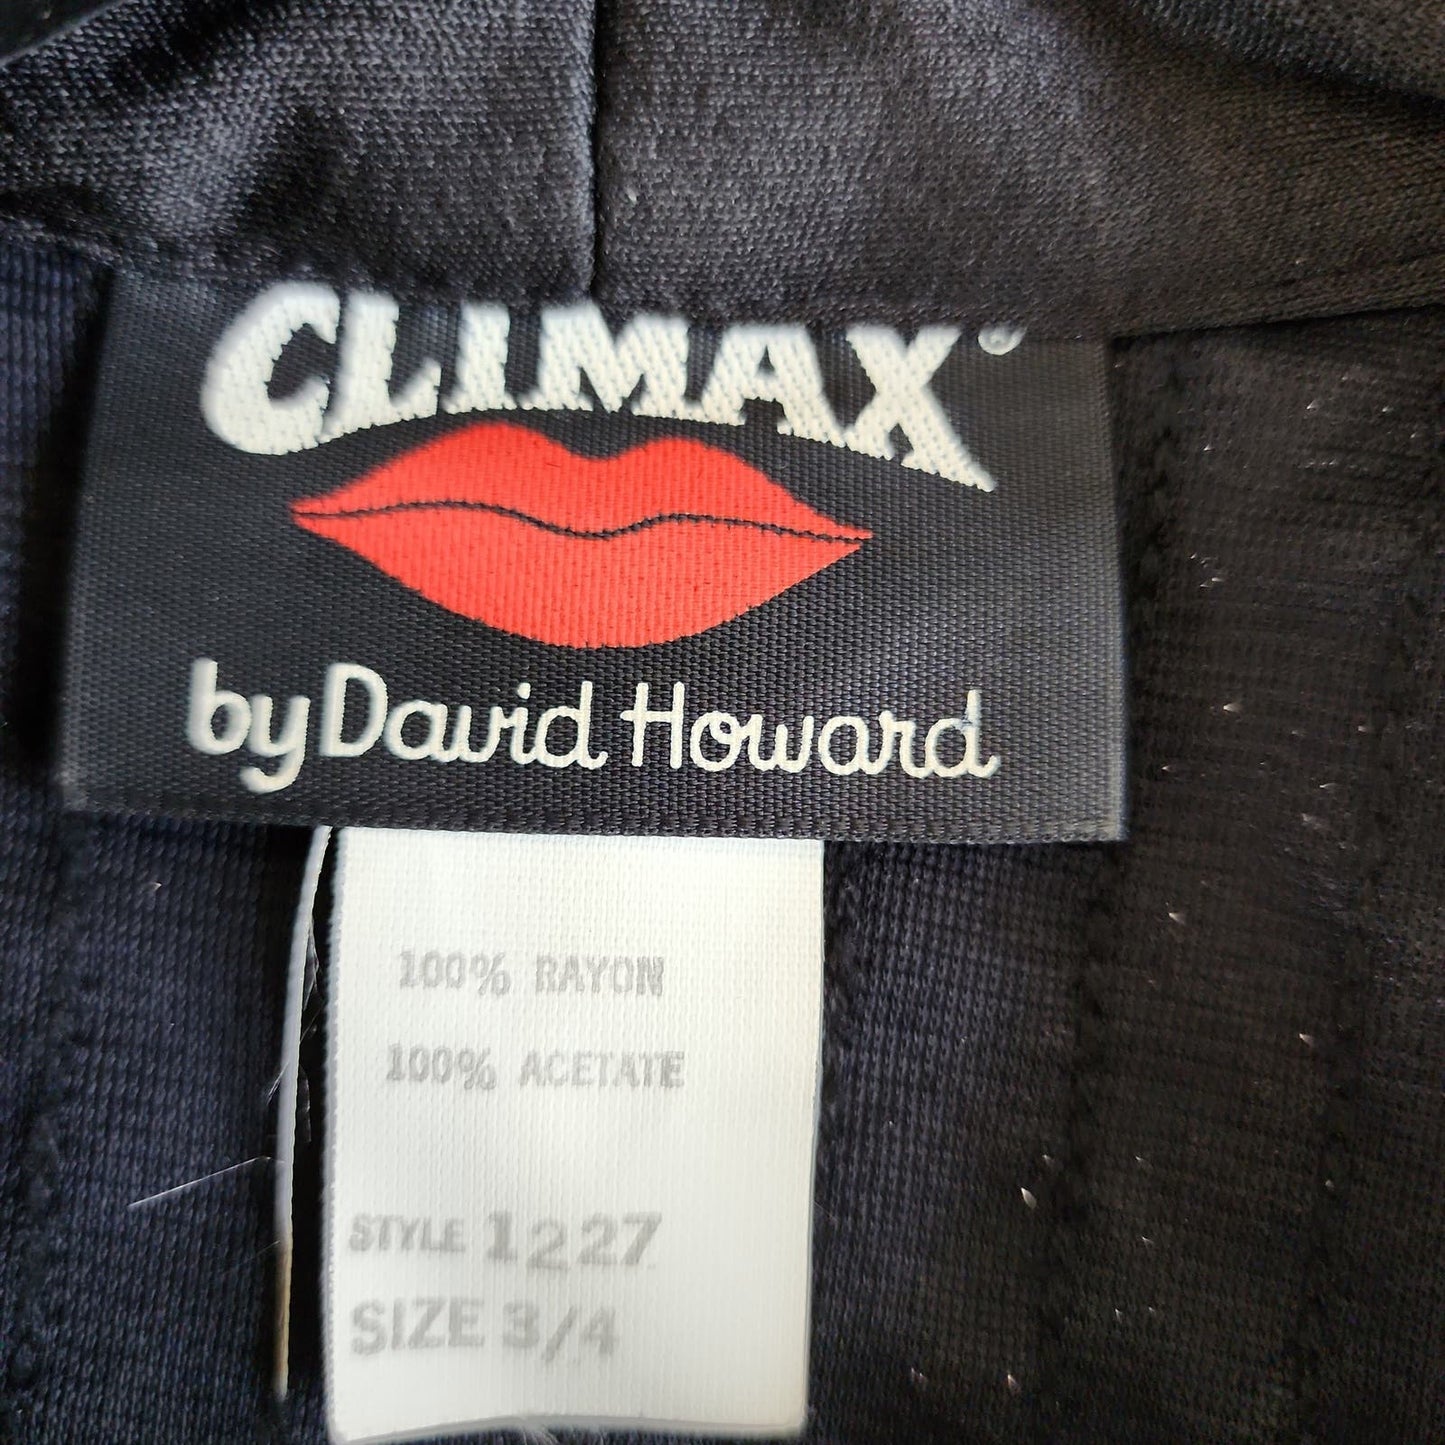 CLIMAX®
by David Howard
100% RAYON
100% ACETATE
STYLE 1227
SIZE 3/4